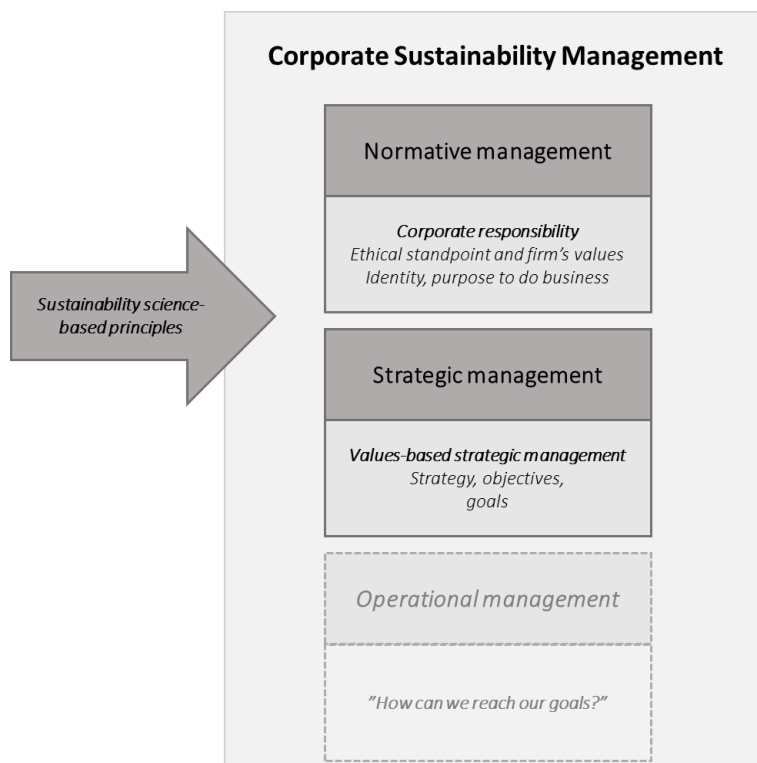 Corporate Sustainability Management
Normative management
Corporate responsibility
Ethical standpoint and firm's values
Identity, purpose to do business
Sustainability science-
based principles
Strategic management
Values-based strategic management
Strategy, objectives,
goals
Operational management
”How can we reach our goals?”